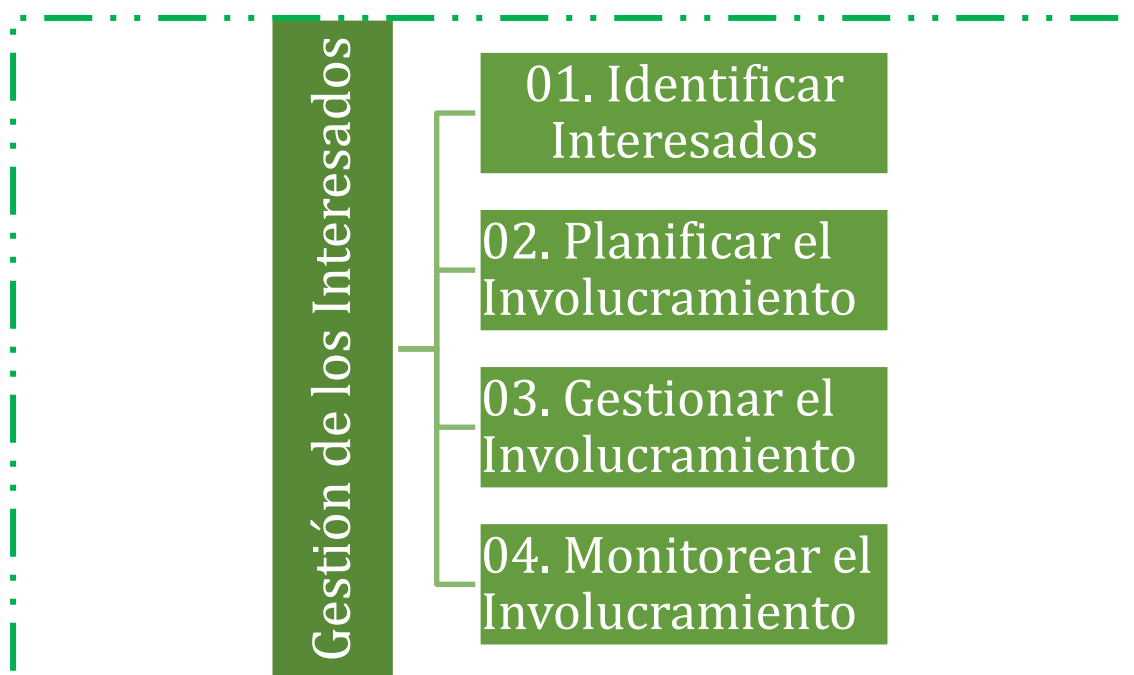 Gestión de los Interesados
01. Identificar
Interesados
02. Planificar el
Involucramiento
03. Gestionar el
Involucramiento
04. Monitorear el
Involucramiento